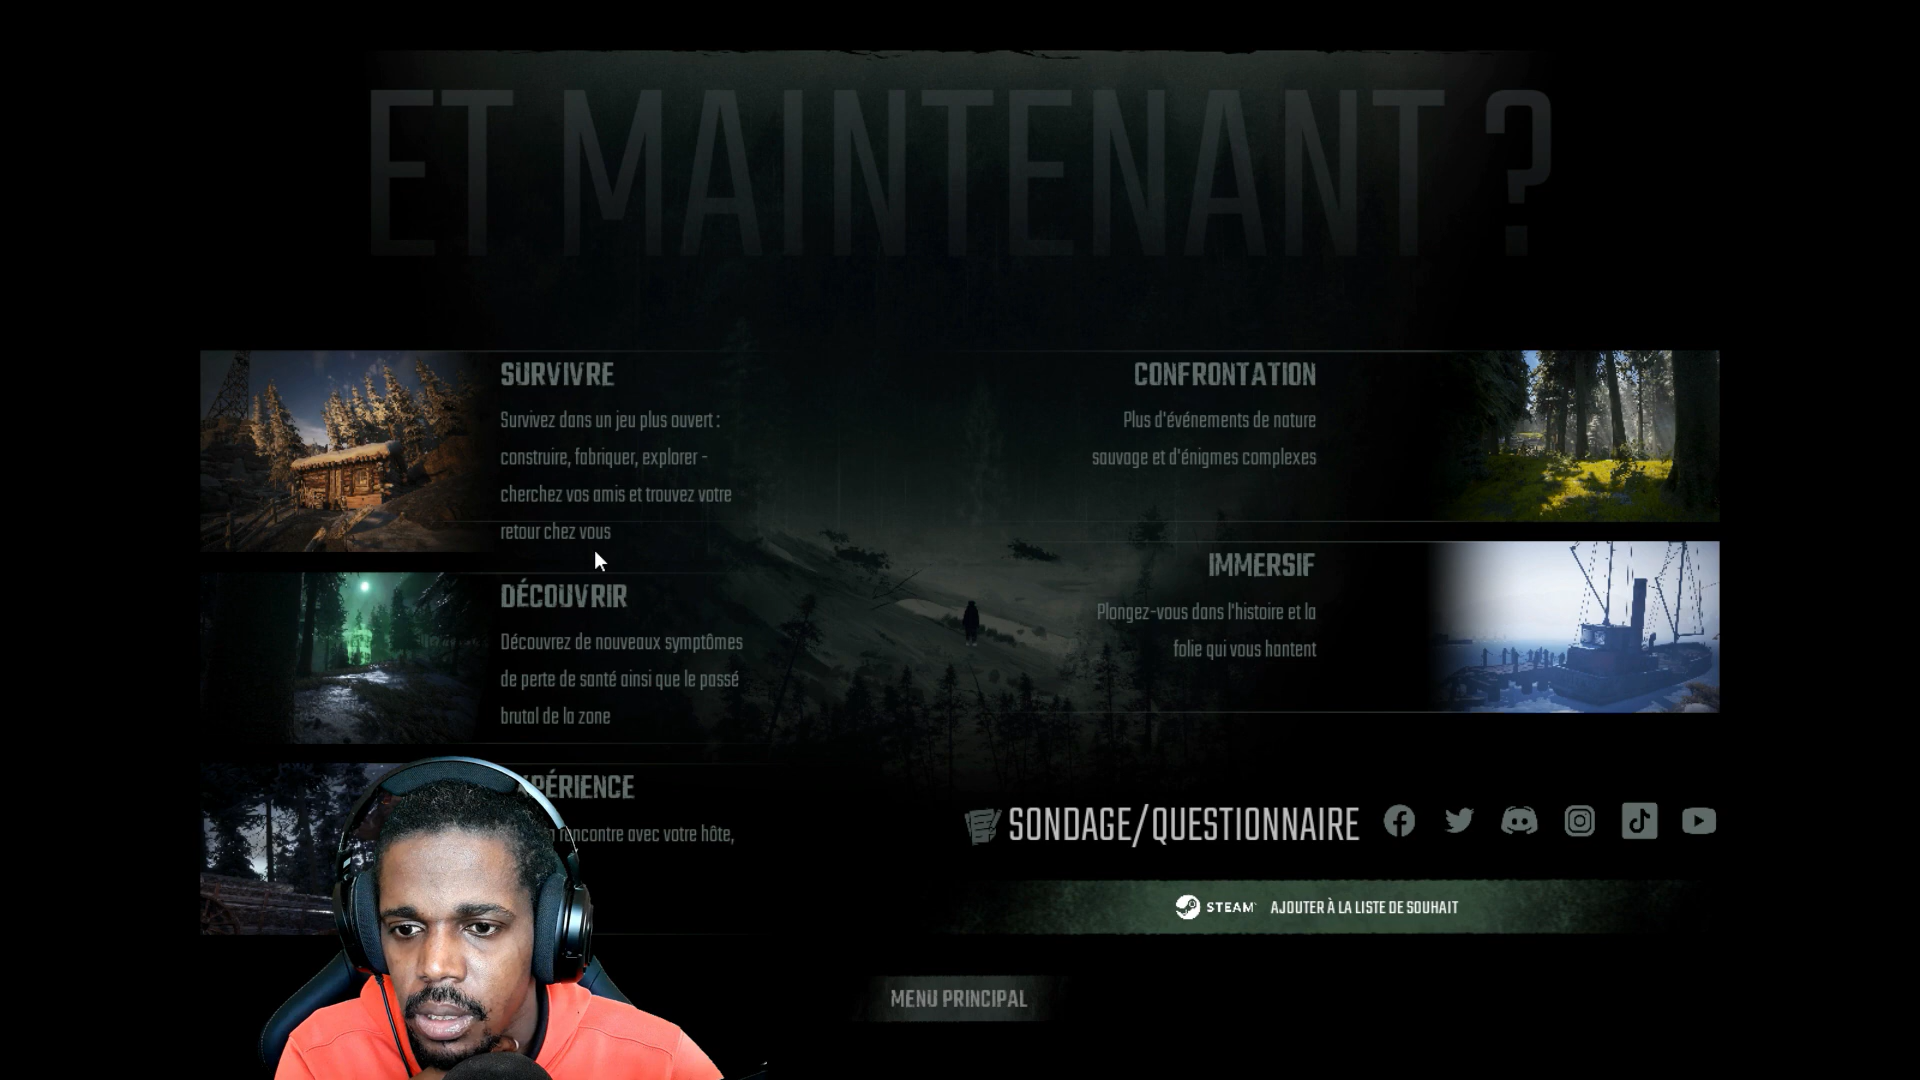 ET MAINTENANT ?
SURVIVRE
Survivez dans un jeu plus ouvert :
construire, fabriquer, explorer -
cherchez vos amis et trouvez votre
retour chez vous
DÉCOUVRIR
Découvrez de nouveaux symptômes
de perte de santé ainsi que le passé
brutal de la zone
PÉRIENCE
rencontre avec votre hôte,
CONFRONTATION
Plus d'événements de nature
sauvage et d'énigmes complexes
IMMERSIF
Plongez-vous dans l'histoire et la
folie qui vous hantent
SONDAGE/QUESTIONNAIRE
STEAM AJOUTER À LA LISTE DE SOUHAIT
MENU PRINCIPAL